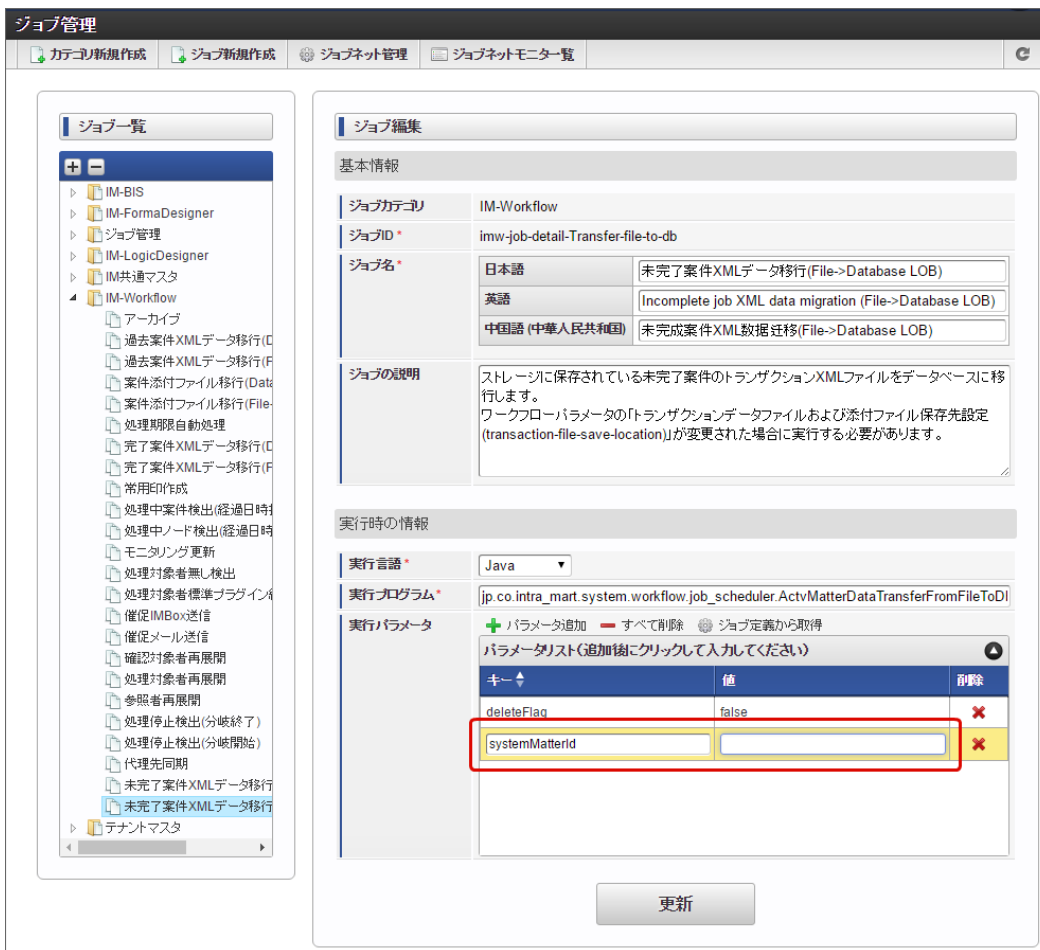 ジョブ管理
カテゴリ新規作成 ジョブ新規作成 ジョブネット管理 ジョブネットモニター覧
ジョブ一覧
IM-BIS
IM-FormaDesigner
ジョブ管理
IM-LogicDesigner
IM共通マスタ
IM-Workflow
アーカイブ
過去案件XMLデータ移行(D
過去案件XMLデータ移行(F
案件添付ファイル移行(Data
案件添付ファイル移行(File-
処理期限自動処理
完了案件XMLデータ移行(D
完了案件XMLデータ移行(F
常用印作成
処理中案件検出(経過日時
処理中ノード検出(経過日時
モニタリング更新
処理対象者無し検出
処理対象者標準プラグイン
催促IMBox送信
催促メール送信
確認対象者再展開
処理対象者再展開
参照者再展開
処理停止検出(分岐終了)
処理停止検出(分岐開始)
代理先同期
未完了案件XMLデータ移行
未完了案件XMLデータ移行
テナントマスタ
ジョブ編集
基本情報
ジョブカテゴリ IM-Workflow
ジョブID * imw-job-detail-Transfer-file-to-db
ジョブ名 * 日本語 未完了案件XMLデータ移行(File->Database LOB)
英語 Incomplete job XML data migration (File->Database LOB)
中国語 (中華人民共和国) 未完成案件XML数据迁移(File->Database LOB)
ジョブの説明 ストレージに保存されている未完了案件のトランザクションXMLファイルをデータベースに移
行します。
ワークフローパラメータの「トランザクションデータファイルおよび添付ファイル保存先設定
(transaction-file-save-location)」が変更された場合に実行する必要があります。
実行時の情報
実行言語 * Java
実行プログラム * jp.co.intra_mart.system.workflow.job_scheduler.ActvMatterDataTransferFromFileToDI
実行パラメータ パラメータ追加 すべて削除 ジョブ定義から取得
パラメータリスト(追加後にクリックして入力してください)
キー 値 削除
deleteFlag false
systemMatterId
更新